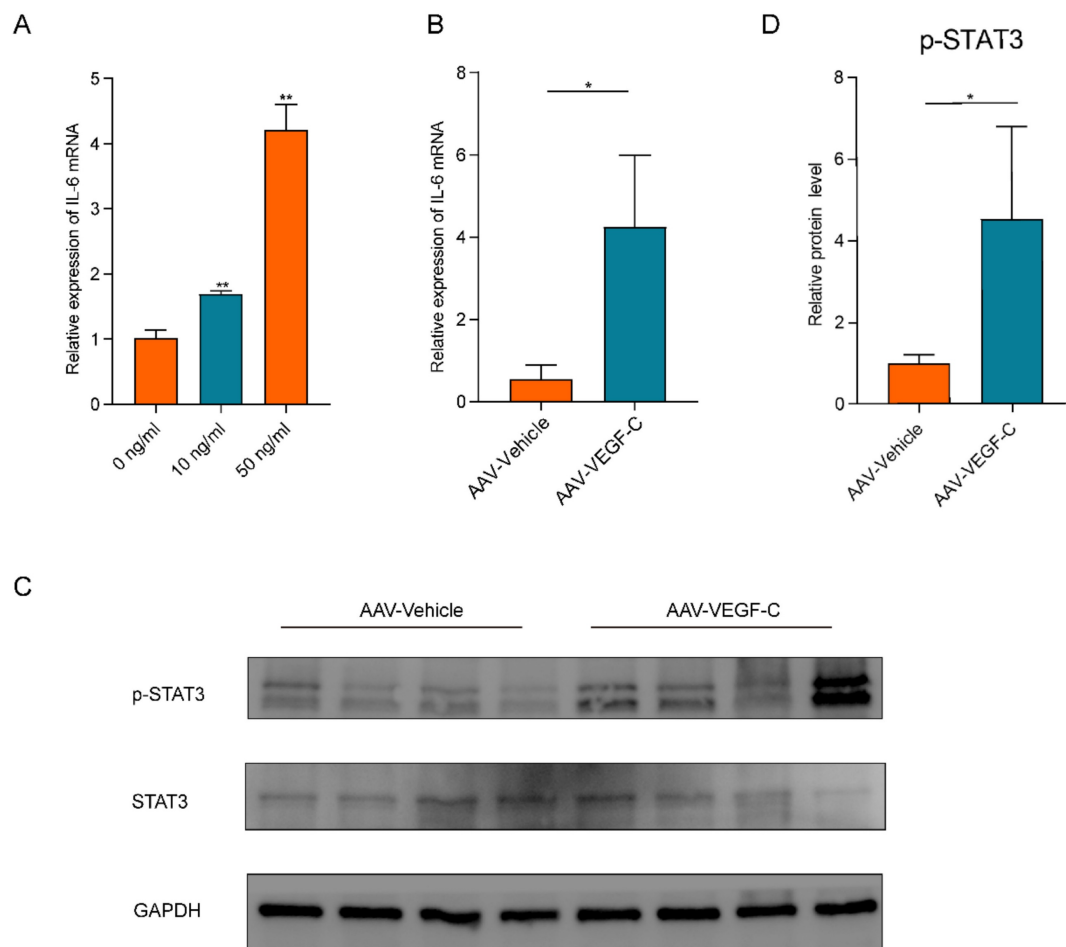 A
Relative expression of IL-6 mRNA
5
4
3
2
1
0
**
**
0 ng/ml
10 ng/ml
50 ng/ml
B
Relative expression of IL-6 mRNA
8
6
4
2
0
*
AAV-Vehicle
AAV-VEGF-C
D
p-STAT3
Relative protein level
8
6
4
2
0
*
AAV-Vehicle
AAV-VEGF-C
C
AAV-Vehicle
AAV-VEGF-C
p-STAT3
STAT3
GAPDH